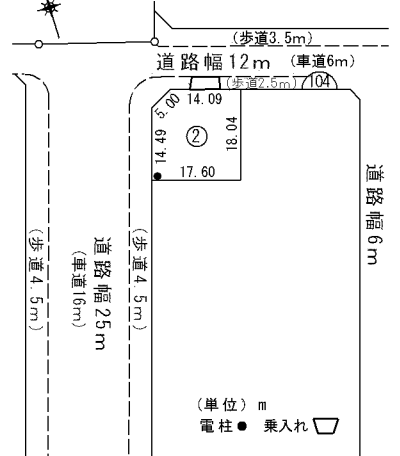 (歩道3.5m)
道路幅12m (車道6m)
(歩道2.5m) 104
5.00 14.09
14.49 ② 18.04
17.60
道路幅6m
(歩道4.5m)
道路幅25m
(車道16m)
(歩道4.5m)
(単位) m
電柱● 乗入れ